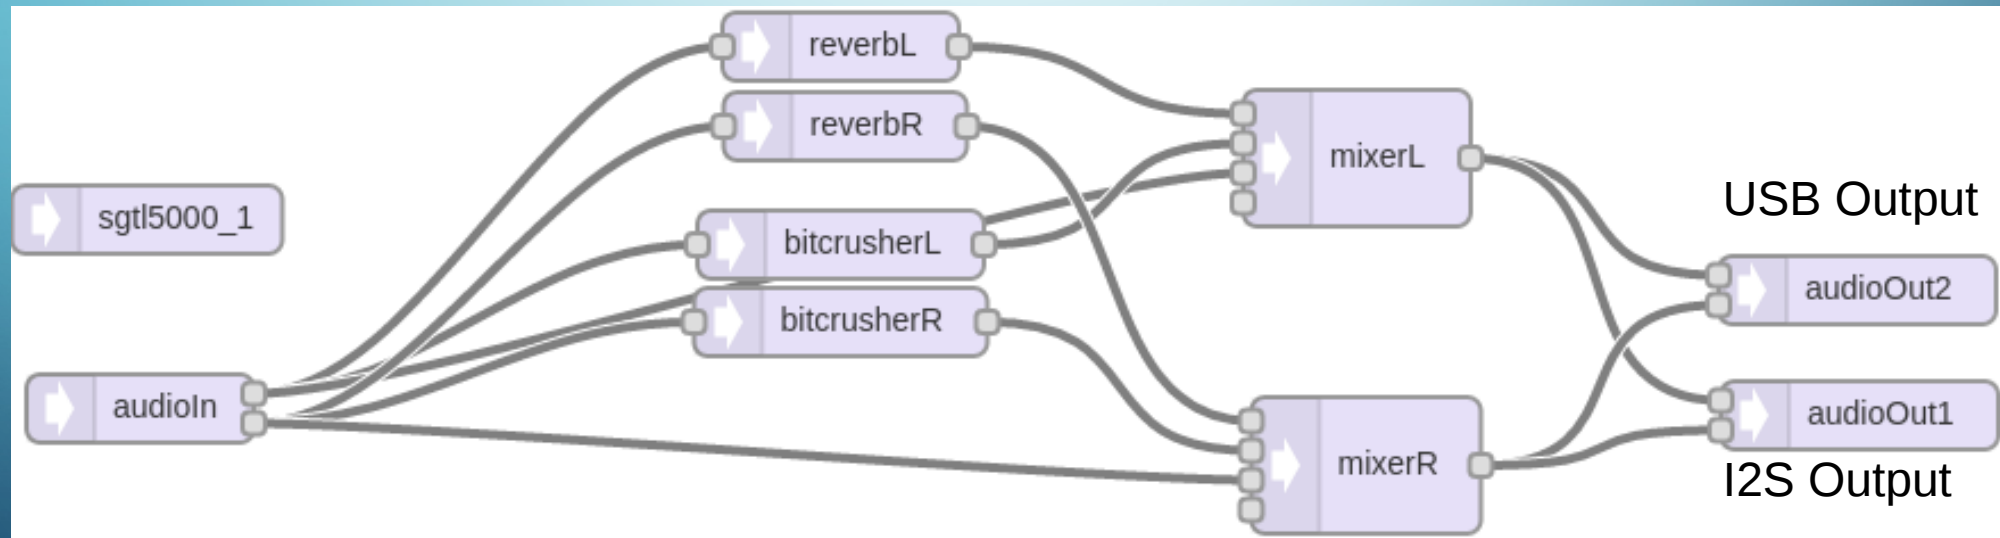 reverbL
reverbR
mixerL
sgtl5000_1
USB Output
bitcrusherL
audioOut2
bitcrusherR
audioIn
audioOut1
mixerR
I2S Output